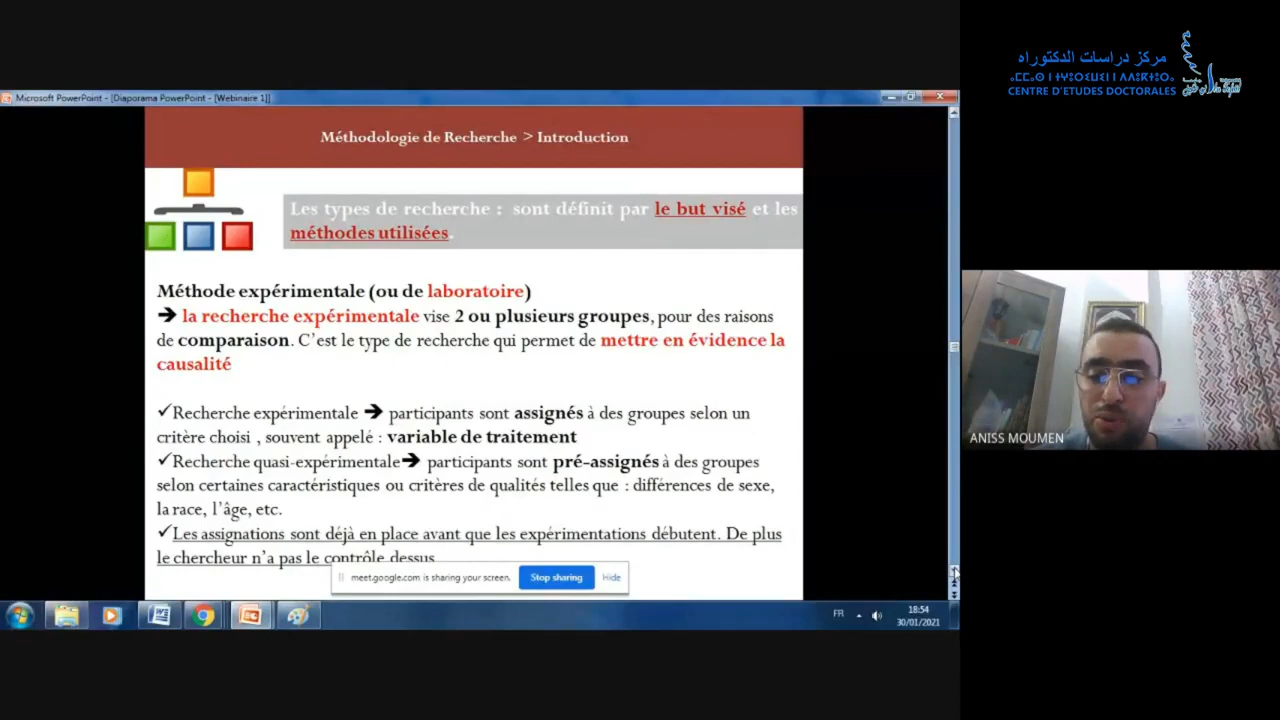 مركز دراسات الدكتوراه
CENTRE D'ETUDES DOCTORALES
Microsoft PowerPoint - [Diaporama PowerPoint - [Webinaire 1]]
Méthodologie de Recherche > Introduction
Les types de recherche : sont définit par le but visé et les
méthodes utilisées.
Méthode expérimentale (ou de laboratoire)
➔ la recherche expérimentale vise 2 ou plusieurs groupes, pour des raisons
de comparaison. C'est le type de recherche qui permet de mettre en évidence la
causalité
✓Recherche expérimentale ➔ participants sont assignés à des groupes selon un
critère choisi , souvent appelé : variable de traitement
✓Recherche quasi-expérimentale➔ participants sont pré-assignés à des groupes
selon certaines caractéristiques ou critères de qualités telles que : différences de sexe,
la race, l'âge, etc.
✓Les assignations sont déjà en place avant que les expérimentations débutent. De plus
le chercheur n'a pas le contrôle dessus
meet.google.com is sharing your screen. Stop sharing Hide
FR 18:54
30/01/2021
ANISS MOUMEN